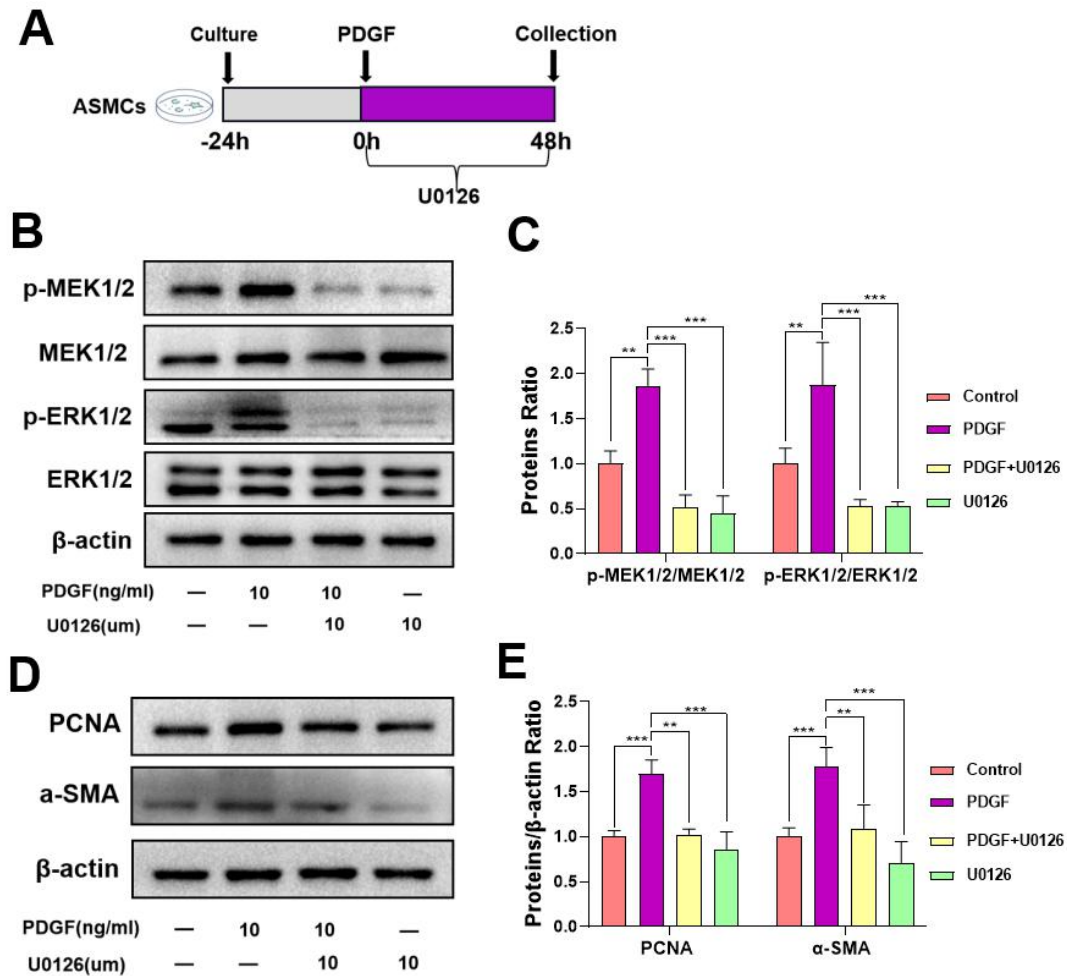 A
Culture PDGF Collection
ASMCs
-24h 0h 48h
U0126
B
p-MEK1/2
MEK1/2
p-ERK1/2
ERK1/2
β-actin
PDGF(ng/ml) — 10 10 —
U0126(um) — — 10 10
C
Proteins Ratio
2.5
2.0
1.5
1.0
0.5
0.0
** *** *** ** *** ***
p-MEK1/2/MEK1/2 p-ERK1/2/ERK1/2
Control
PDGF
PDGF+U0126
U0126
D
PCNA
a-SMA
β-actin
PDGF(ng/ml) — 10 10 —
U0126(um) — — 10 10
E
Proteins/β-actin Ratio
2.5
2.0
1.5
1.0
0.5
0.0
*** ** *** *** ** ***
PCNA α-SMA
Control
PDGF
PDGF+U0126
U0126